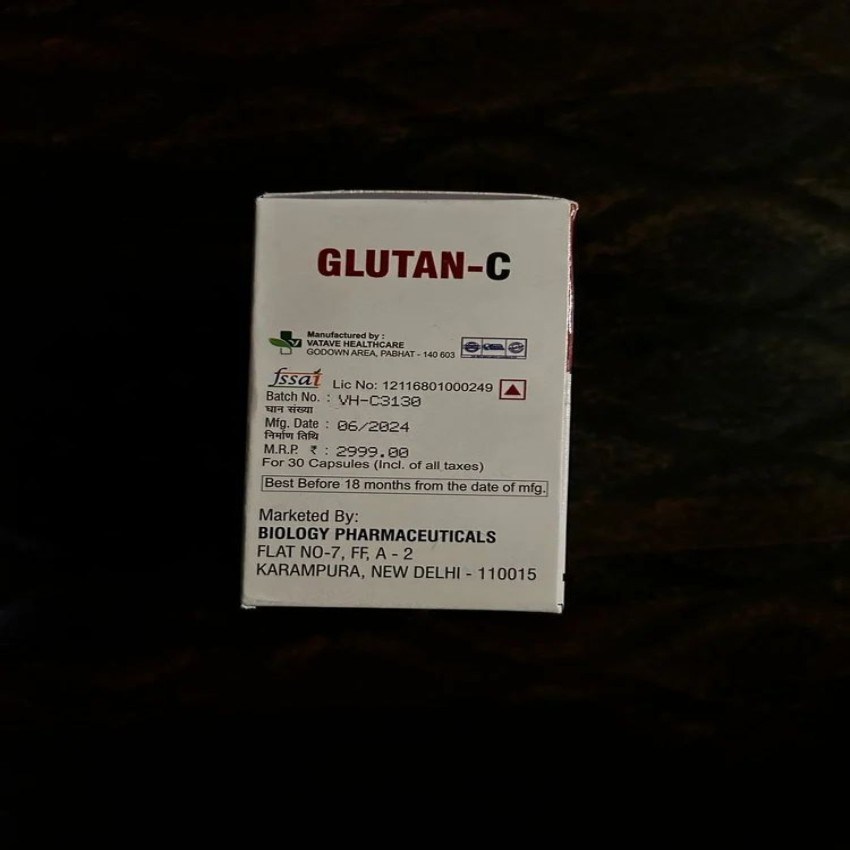 GLUTAN-C
Manufactured by :
VATAVE HEALTHCARE
GODOWN AREA, PABHAT - 140 603
fssai Lic No: 12116801000249
Batch No. : VH-C3130
घान संख्या
Mfg. Date : 06/2024
निर्माण तिथि
M.R.P. ₹ : 2999.00
For 30 Capsules (Incl. of all taxes)
Best Before 18 months from the date of mfg.
Marketed By:
BIOLOGY PHARMACEUTICALS
FLAT NO-7, FF, A - 2
KARAMPURA, NEW DELHI - 110015